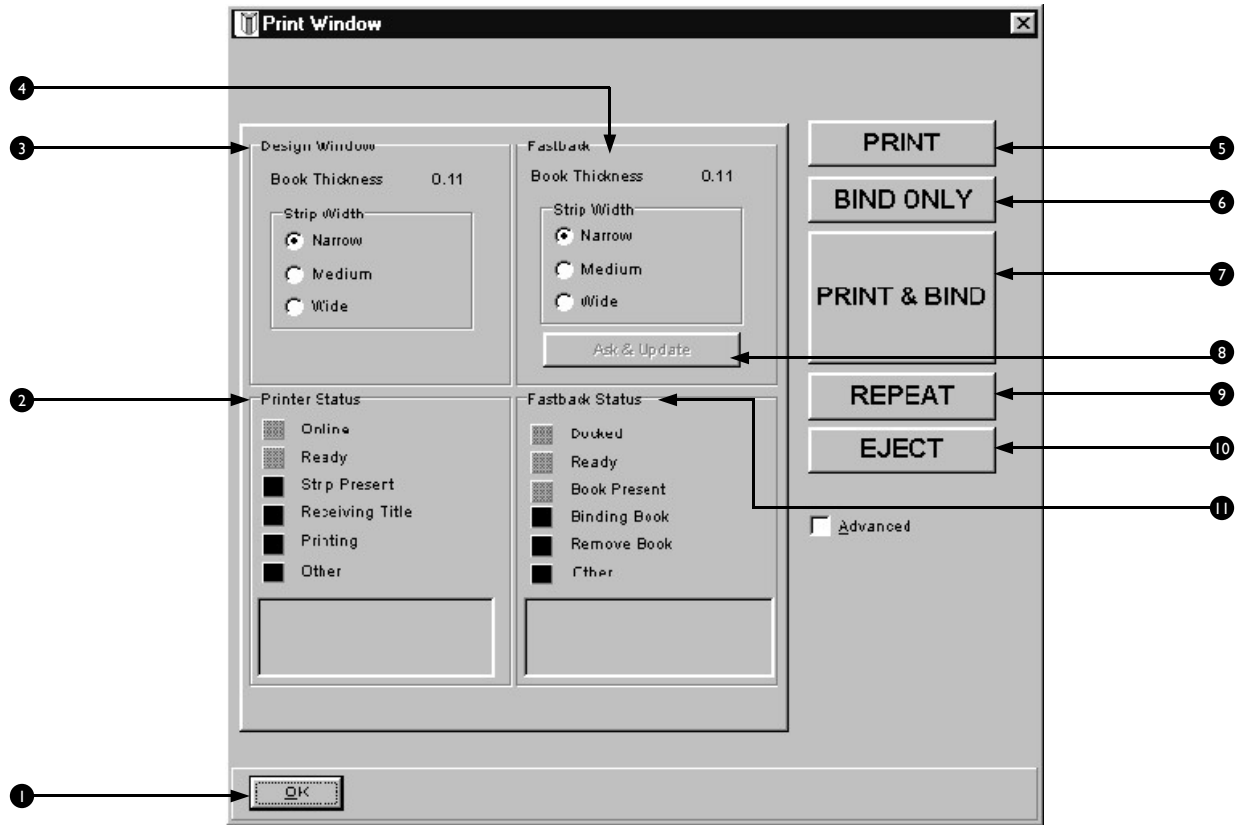 Print Window
4
3
Design Window
Book Thickness 0.11
Strip Width
Narrow
Medium
Wide
Fastback
Book Thickness 0.11
Strip Width
Narrow
Medium
Wide
Ask & Update
PRINT
5
BIND ONLY
6
PRINT & BIND
7
8
REPEAT
9
EJECT
10
2
Printer Status
Online
Ready
Strip Present
Receiving Title
Printing
Other
Fastback Status
Docked
Ready
Book Present
Binding Book
Remove Book
Other
11
Advanced
1
OK